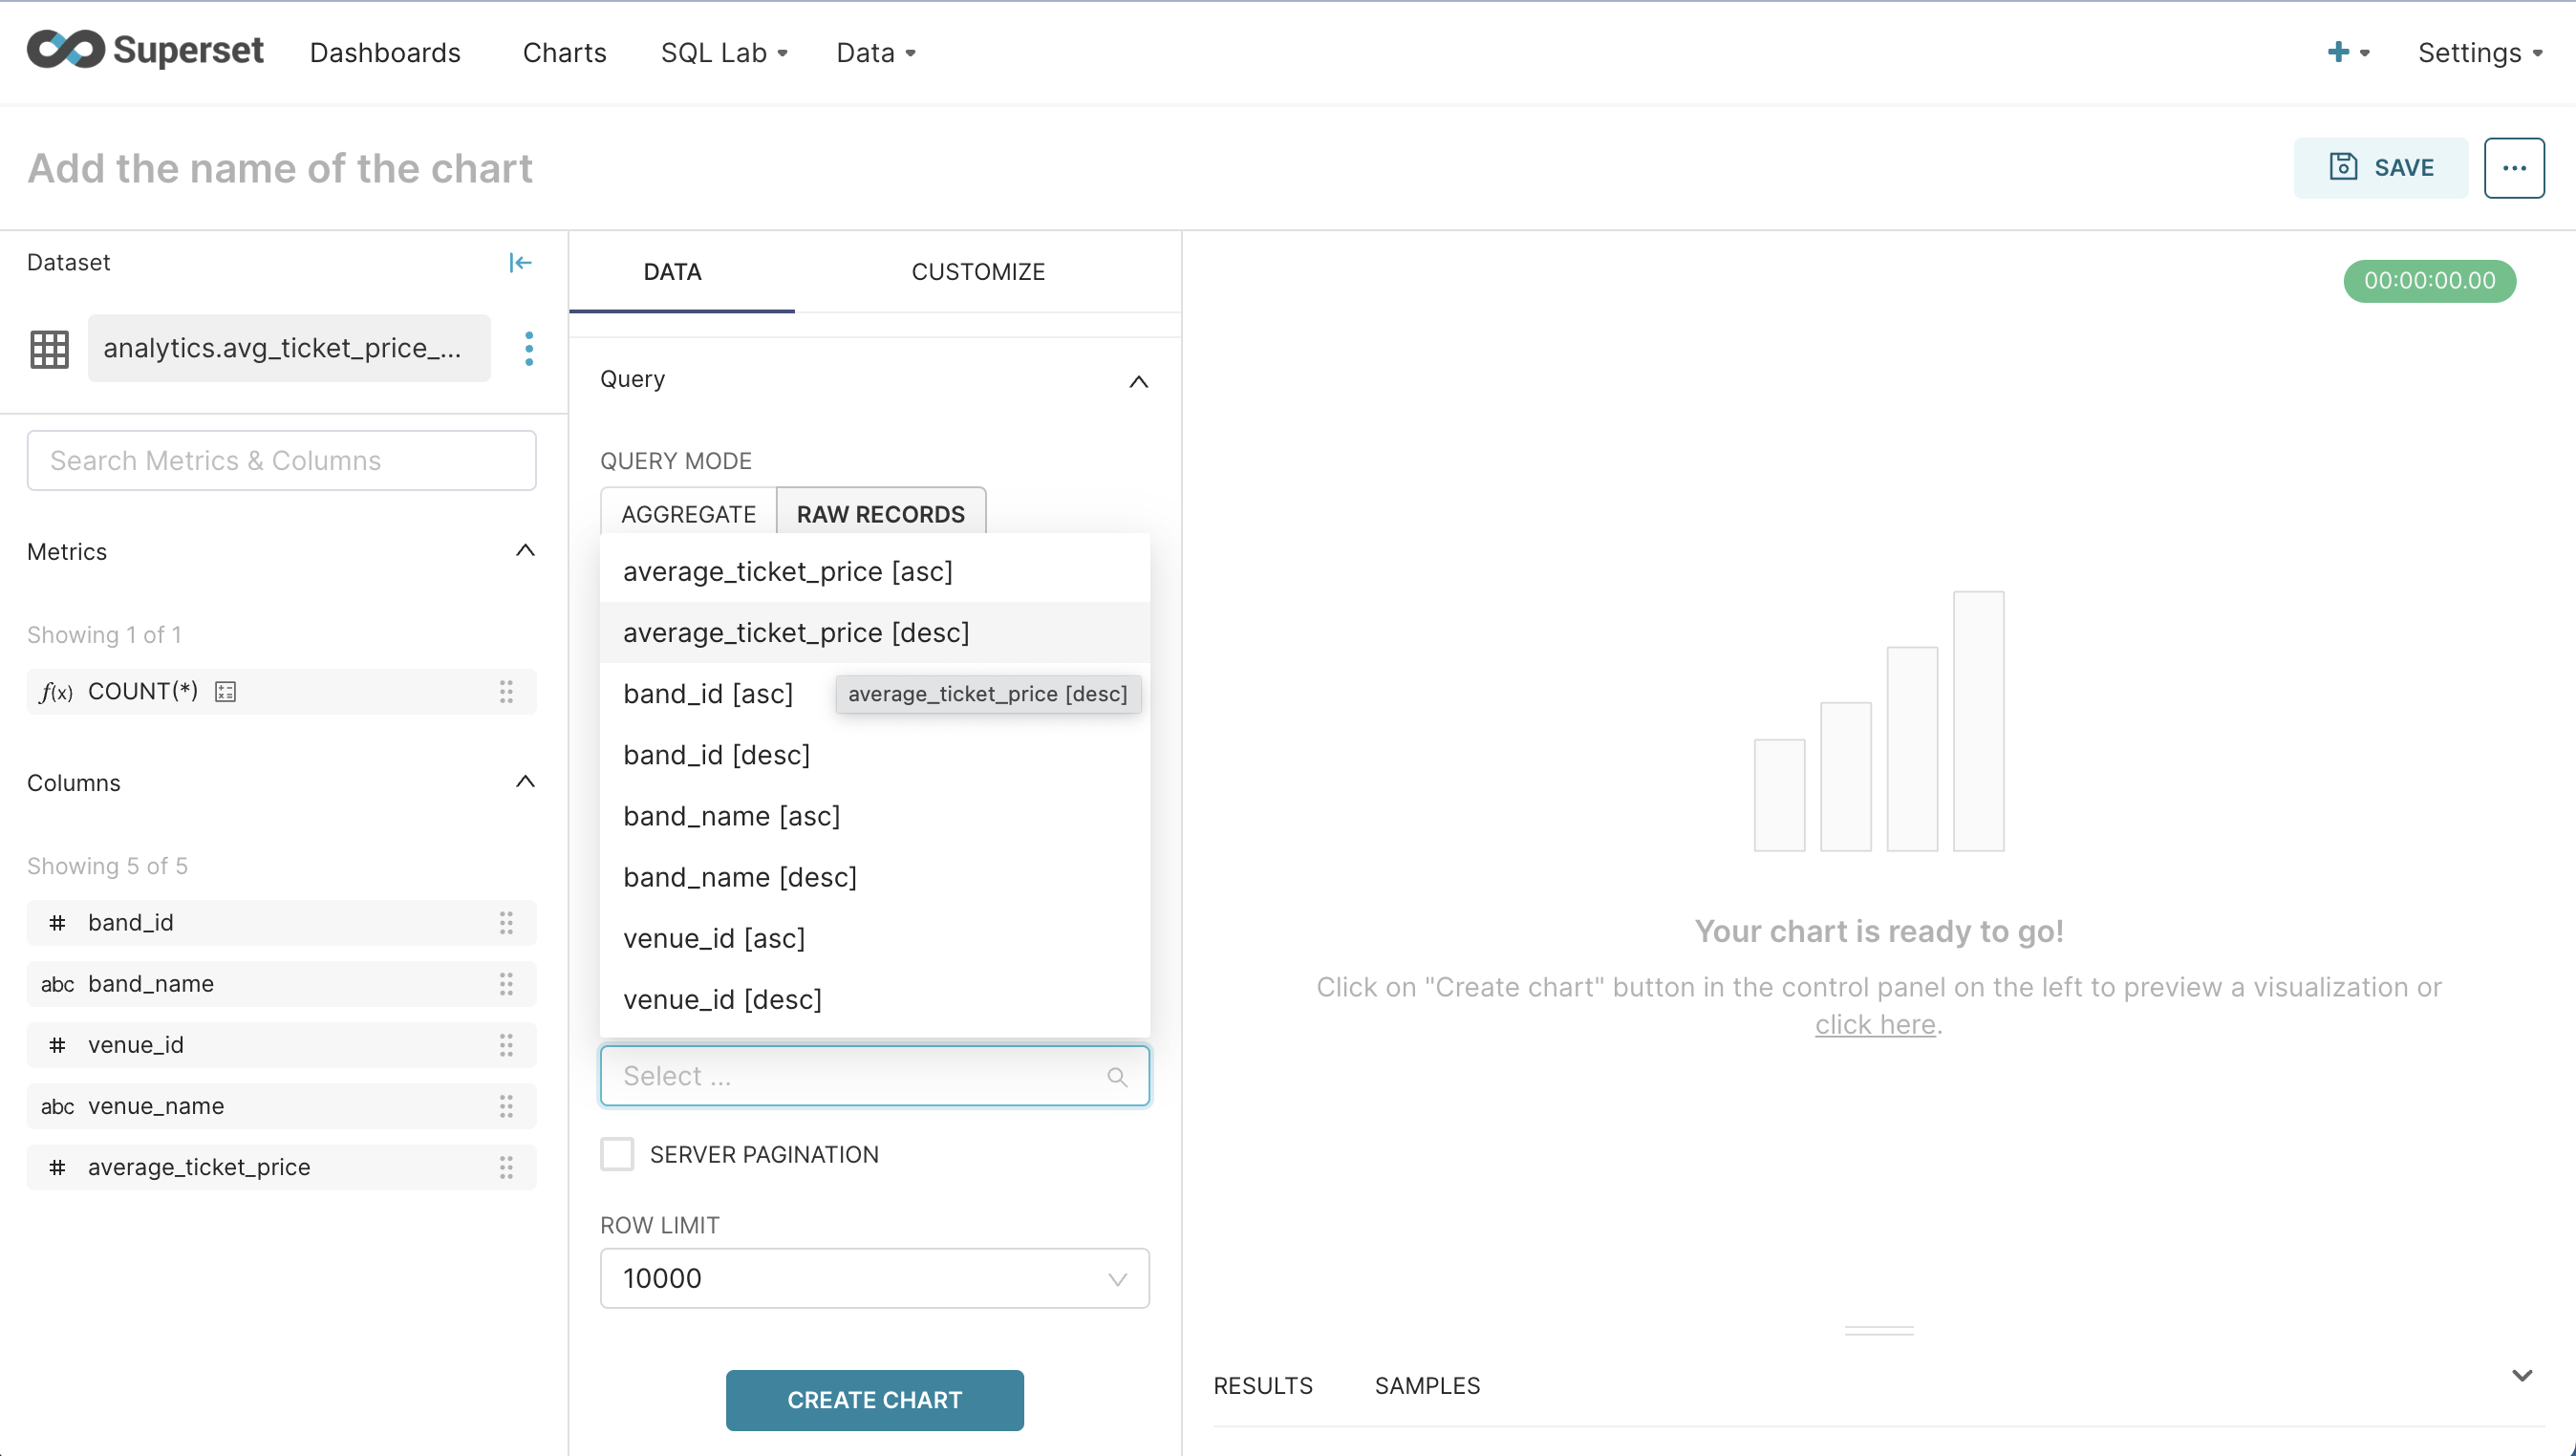 Superset Dashboards Charts SQL Lab Data Settings
Add the name of the chart
SAVE
Dataset
analytics.avg_ticket_price_...
Search Metrics & Columns
Metrics
Showing 1 of 1
f(x) COUNT(*)
Columns
Showing 5 of 5
# band_id
abc band_name
# venue_id
abc venue_name
# average_ticket_price
DATA CUSTOMIZE
Query
QUERY MODE
AGGREGATE RAW RECORDS
average_ticket_price [asc]
average_ticket_price [desc]
band_id [asc]
average_ticket_price [desc]
band_id [desc]
band_name [asc]
band_name [desc]
venue_id [asc]
venue_id [desc]
Select ...
SERVER PAGINATION
ROW LIMIT
10000
CREATE CHART
00:00:00.00
Your chart is ready to go!
Click on "Create chart" button in the control panel on the left to preview a visualization or
click here.
RESULTS SAMPLES